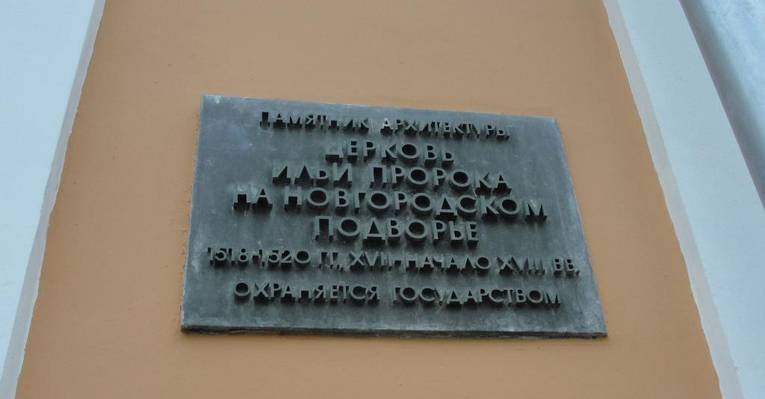 ПАМЯТНИК АРХИТЕКТУРЫ
ЦЕРКОВЬ
ИЛЬИ ПРОРОКА
НА НОВГОРОДСКОМ
ПОДВОРЬЕ
1518-1520 ГГ, XVII-НАЧАЛО XVIII ВВ.
ОХРАНЯЕТСЯ ГОСУДАРСТВОМ